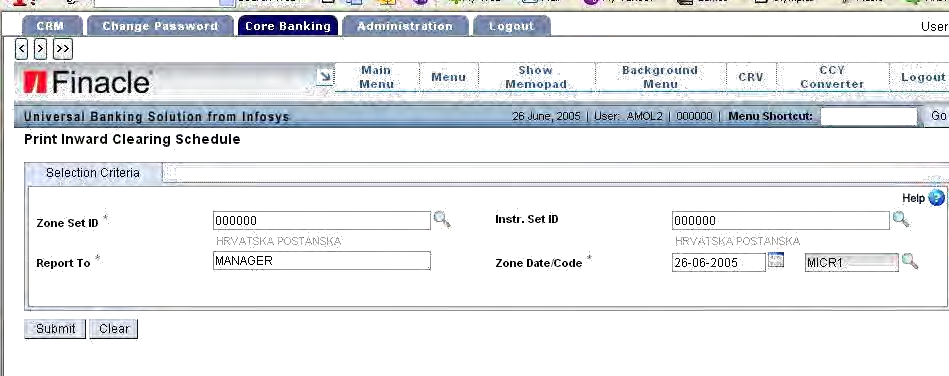 CRM Change Password Core Banking Administration Logout User
< > >>
Finacle Main Menu Menu Show Memopad Background Menu CRV CCY Converter Logout
Universal Banking Solution from Infosys 26 June, 2005 | User: AMOL2 | 000000 | Menu Shortcut: Go
Print Inward Clearing Schedule
Selection Criteria
Help ?
Zone Set ID * 000000 Instr. Set ID 000000
HRVATSKA POSTANSKA HRVATSKA POSTANSKA
Report To * MANAGER Zone Date/Code * 26-06-2005 MICR1
Submit Clear